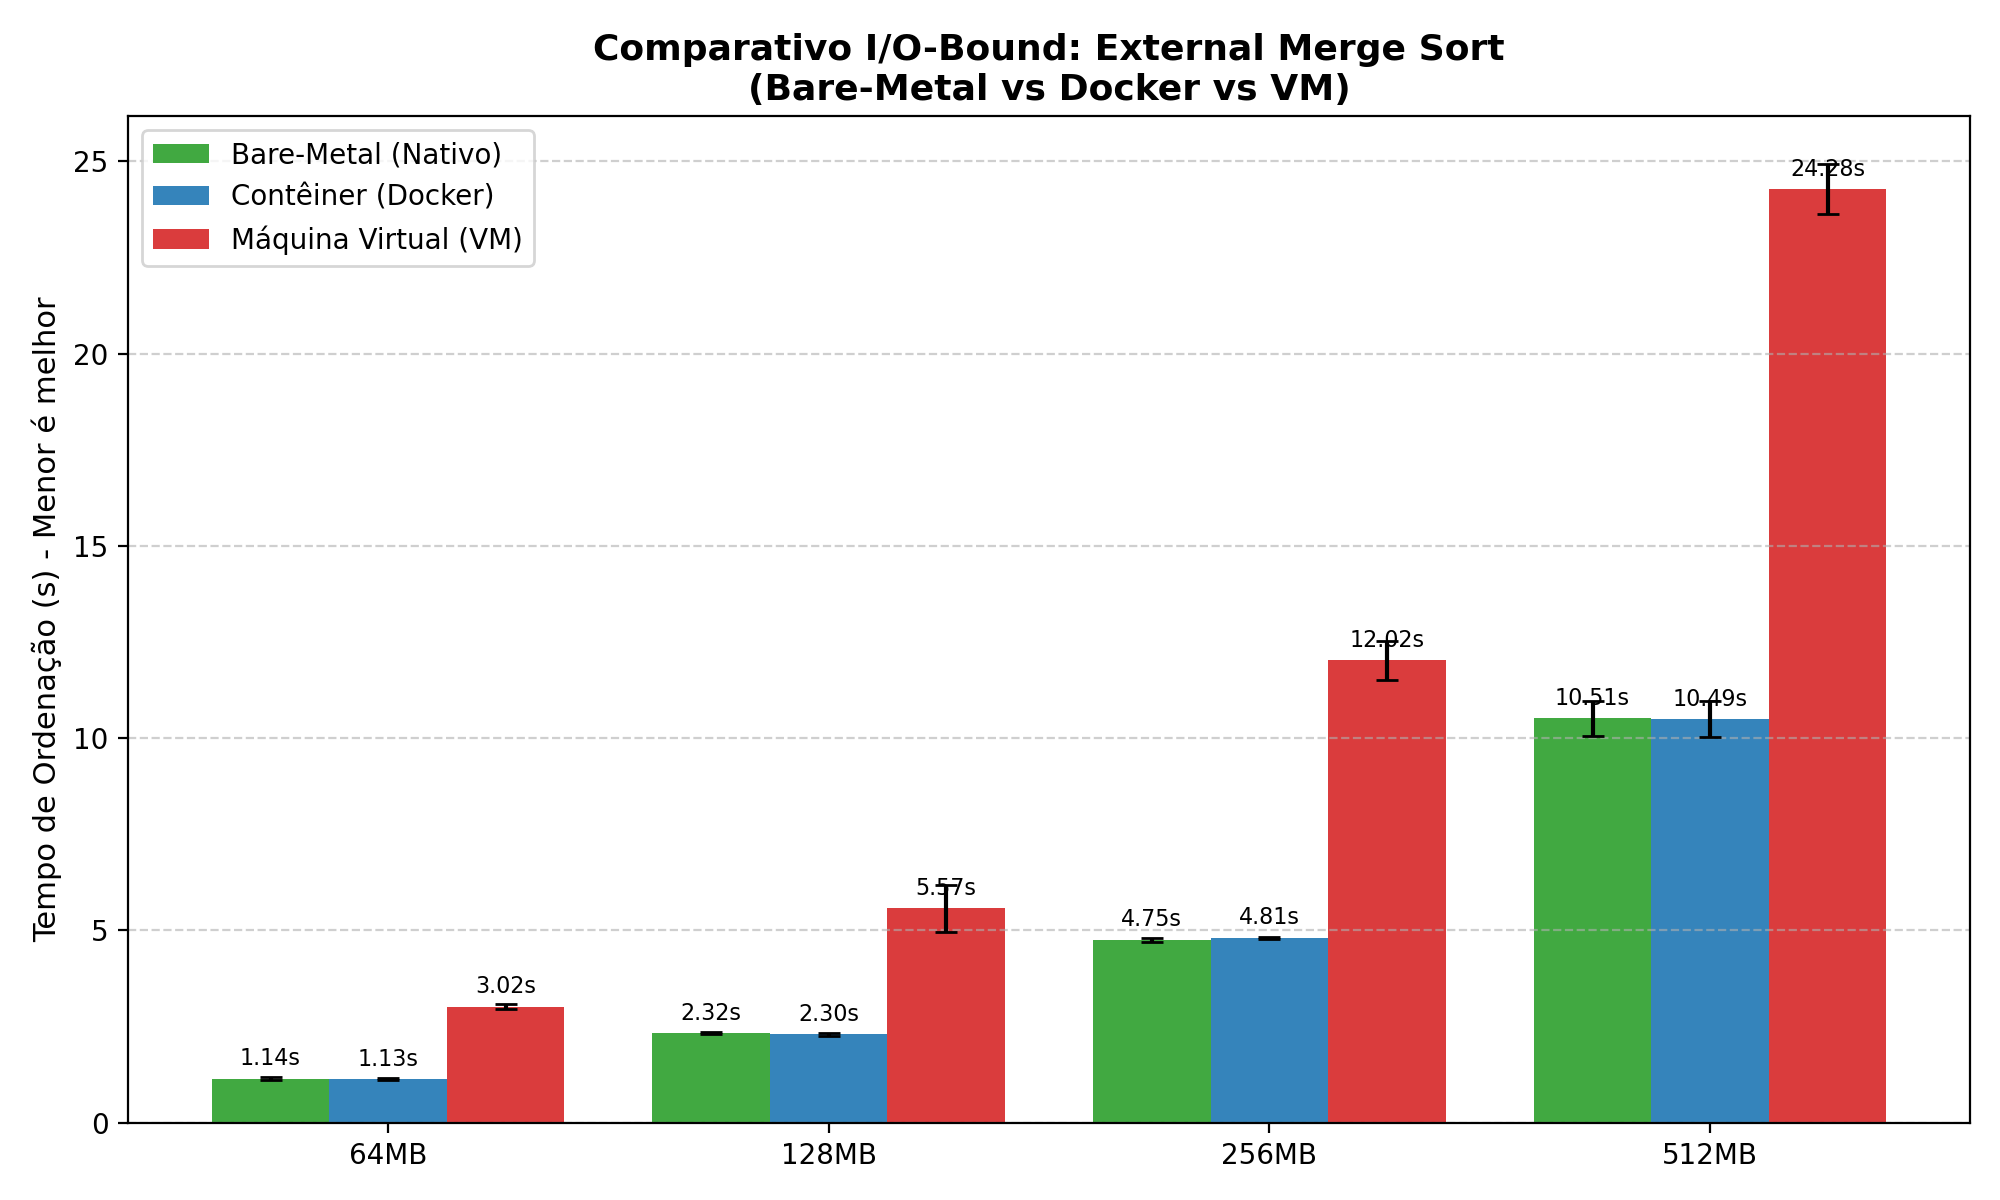 Comparativo I/O-Bound: External Merge Sort
(Bare-Metal vs Docker vs VM)
Bare-Metal (Nativo)
Contêiner (Docker)
Máquina Virtual (VM)
Tempo de Ordenação (s) - Menor é melhor
25
20
15
10
5
0
1.14s
1.13s
3.02s
2.32s
2.30s
5.57s
4.75s
4.81s
12.02s
10.51s
10.49s
24.28s
64MB
128MB
256MB
512MB